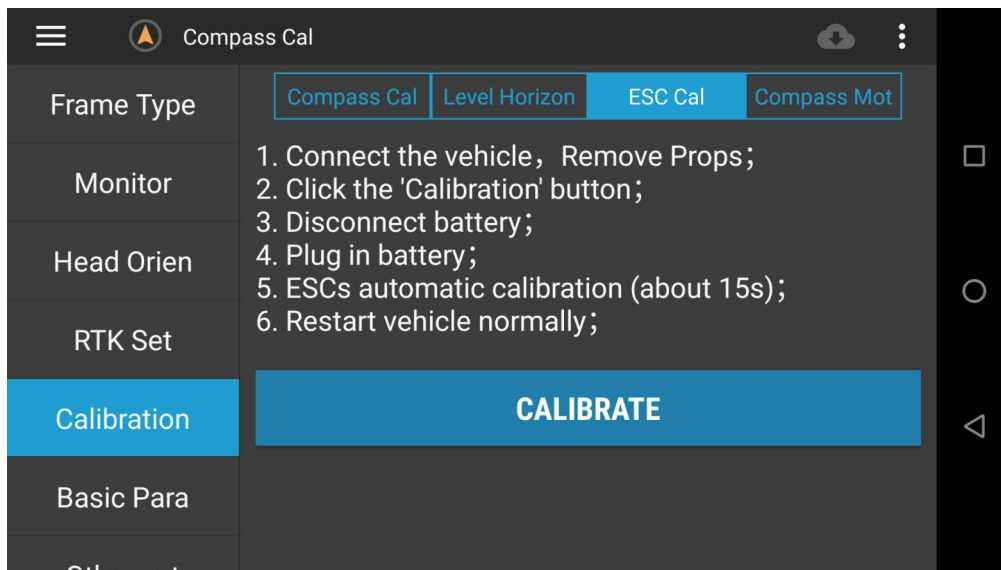 Compass Cal
Frame Type
Monitor
Head Orien
RTK Set
Calibration
Basic Para
Compass Cal Level Horizon ESC Cal Compass Mot
1. Connect the vehicle，Remove Props；
2. Click the 'Calibration' button；
3. Disconnect battery；
4. Plug in battery；
5. ESCs automatic calibration (about 15s)；
6. Restart vehicle normally；
CALIBRATE